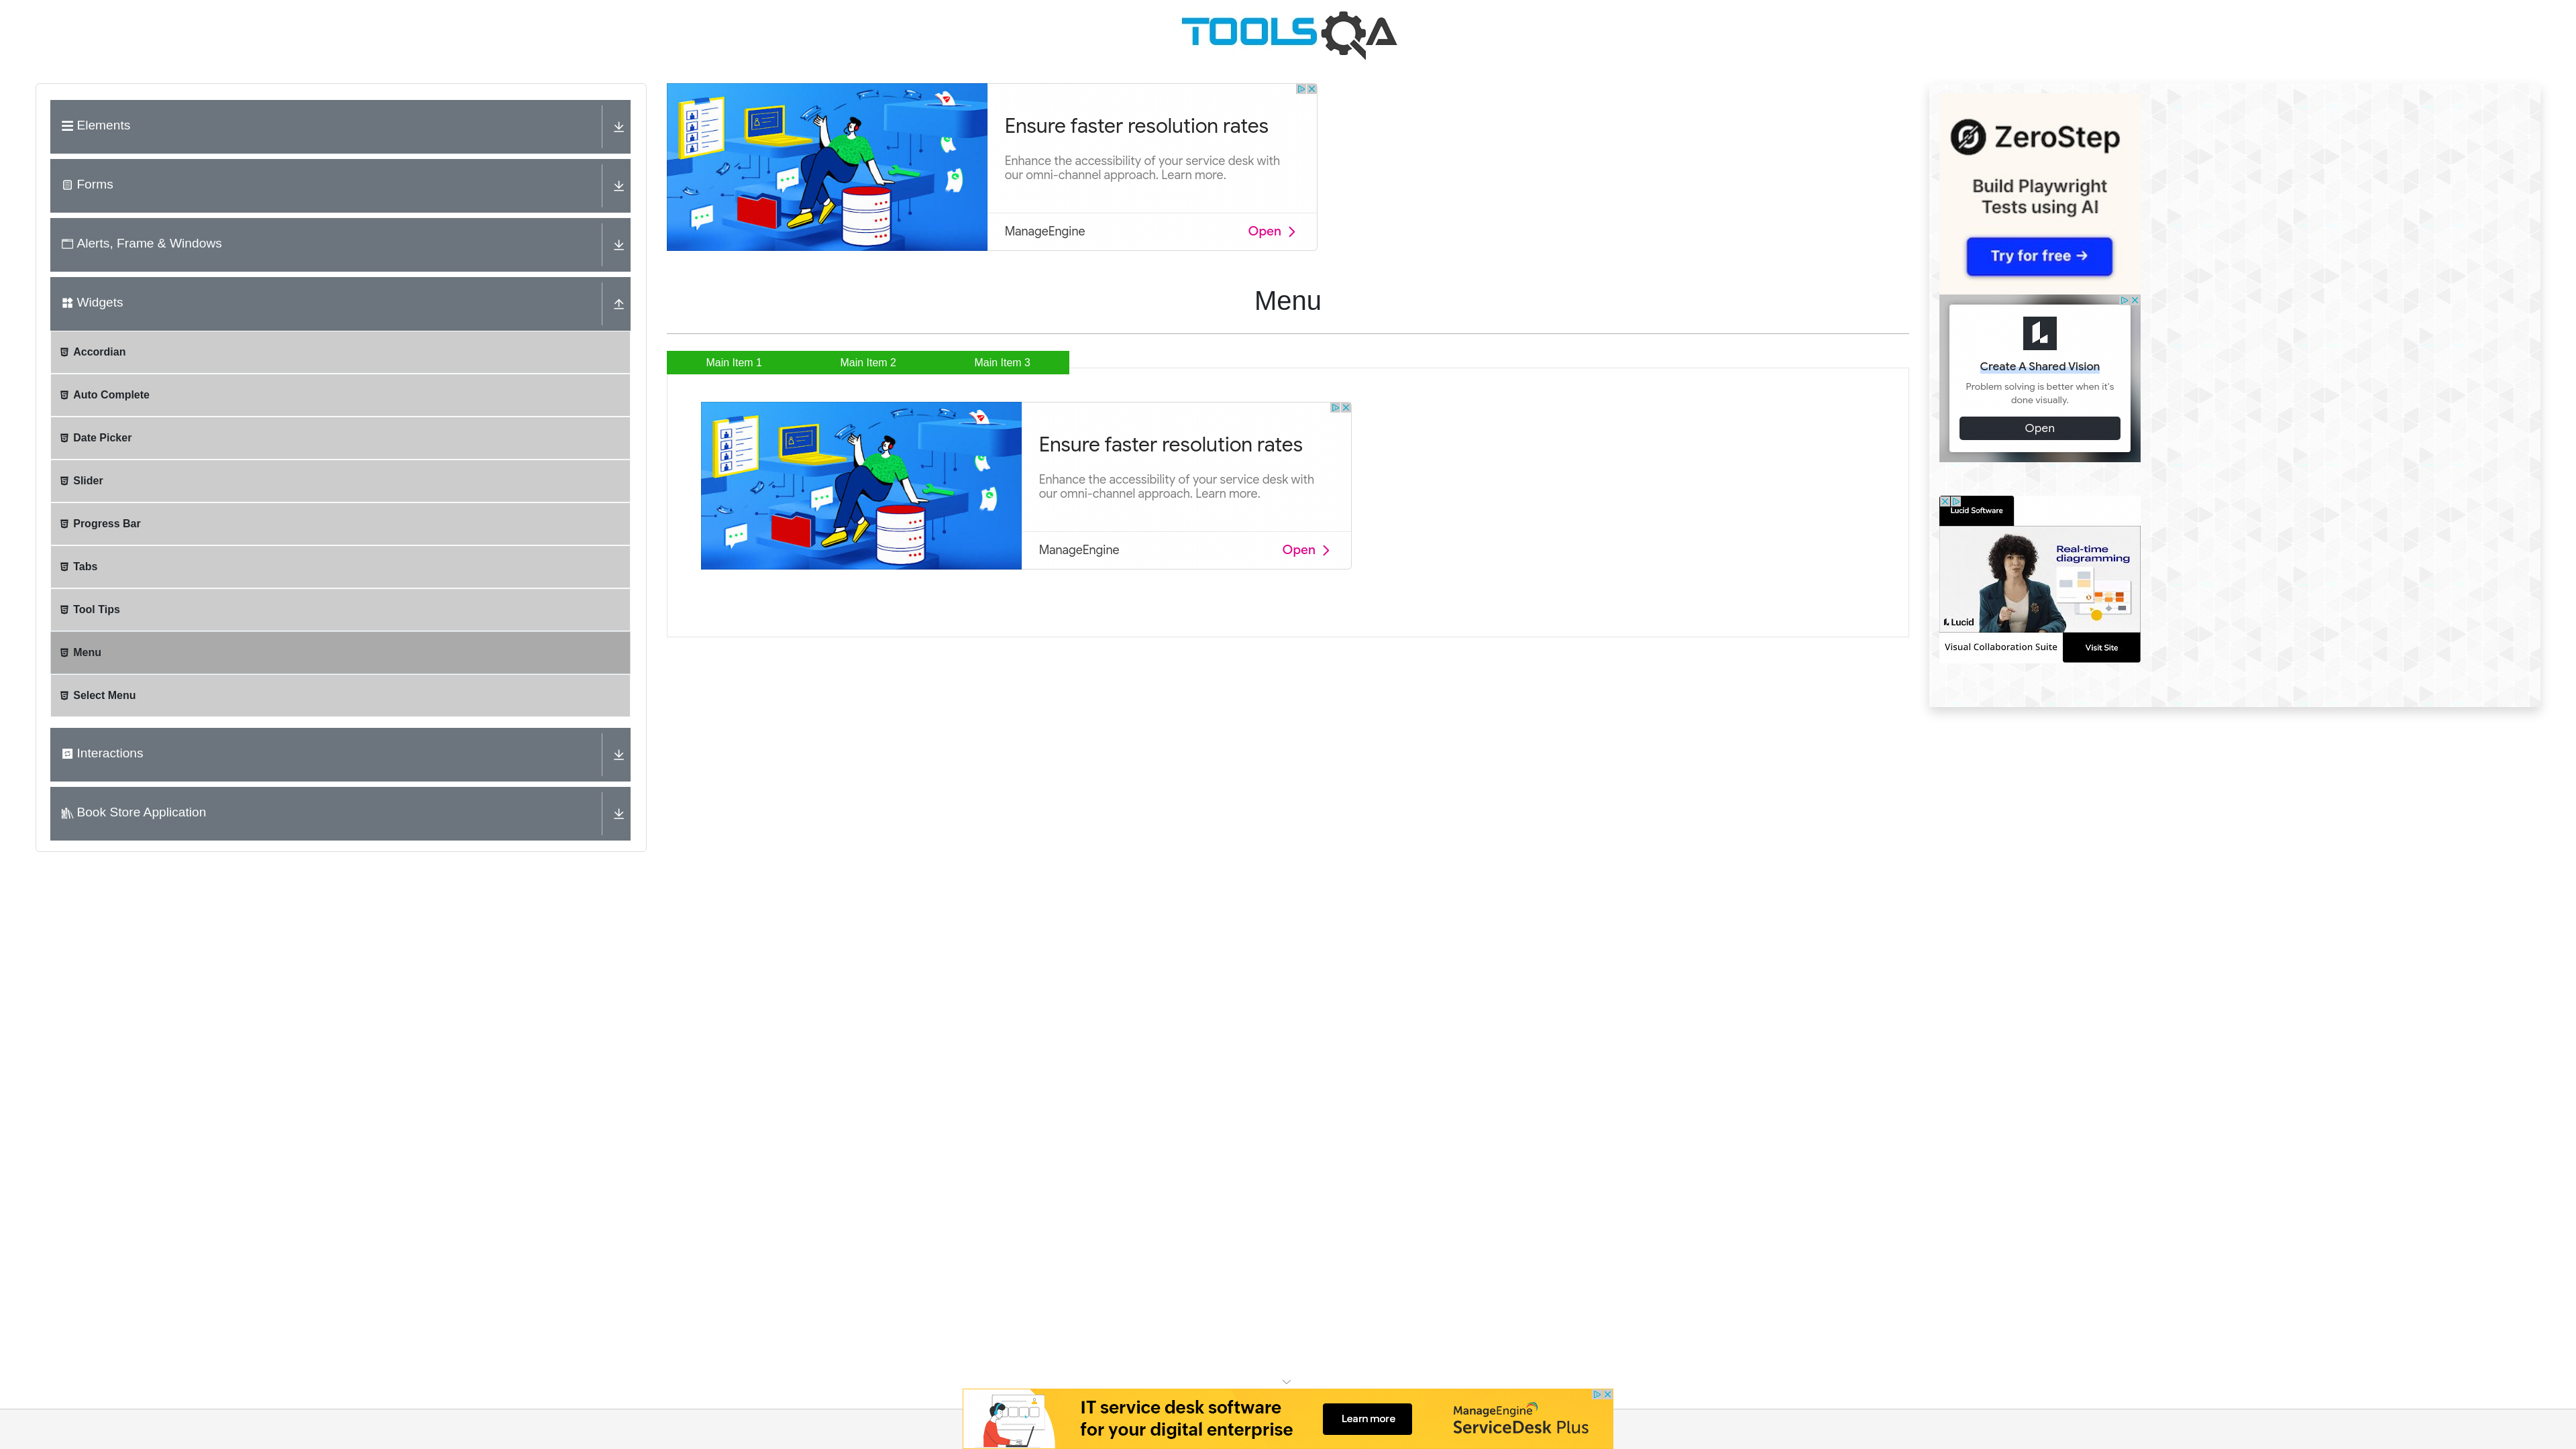 TOOLSQA
Elements
Forms
Alerts, Frame & Windows
Widgets
Accordian
Auto Complete
Date Picker
Slider
Progress Bar
Tabs
Tool Tips
Menu
Select Menu
Interactions
Book Store Application
Ensure faster resolution rates
Enhance the accessibility of your service desk with
our omni-channel approach. Learn more.
ManageEngine
Open
Menu
Main Item 1
Main Item 2
Main Item 3
Ensure faster resolution rates
Enhance the accessibility of your service desk with
our omni-channel approach. Learn more.
ManageEngine
Open
ZeroStep
Build Playwright
Tests using AI
Try for free →
Create A Shared Vision
Problem solving is better when it's
done visually.
Open
Lucid Software
Real-time
diagramming
Lucid
Visual Collaboration Suite
Visit Site
IT service desk software
for your digital enterprise
Learn more
ManageEngine
ServiceDesk Plus